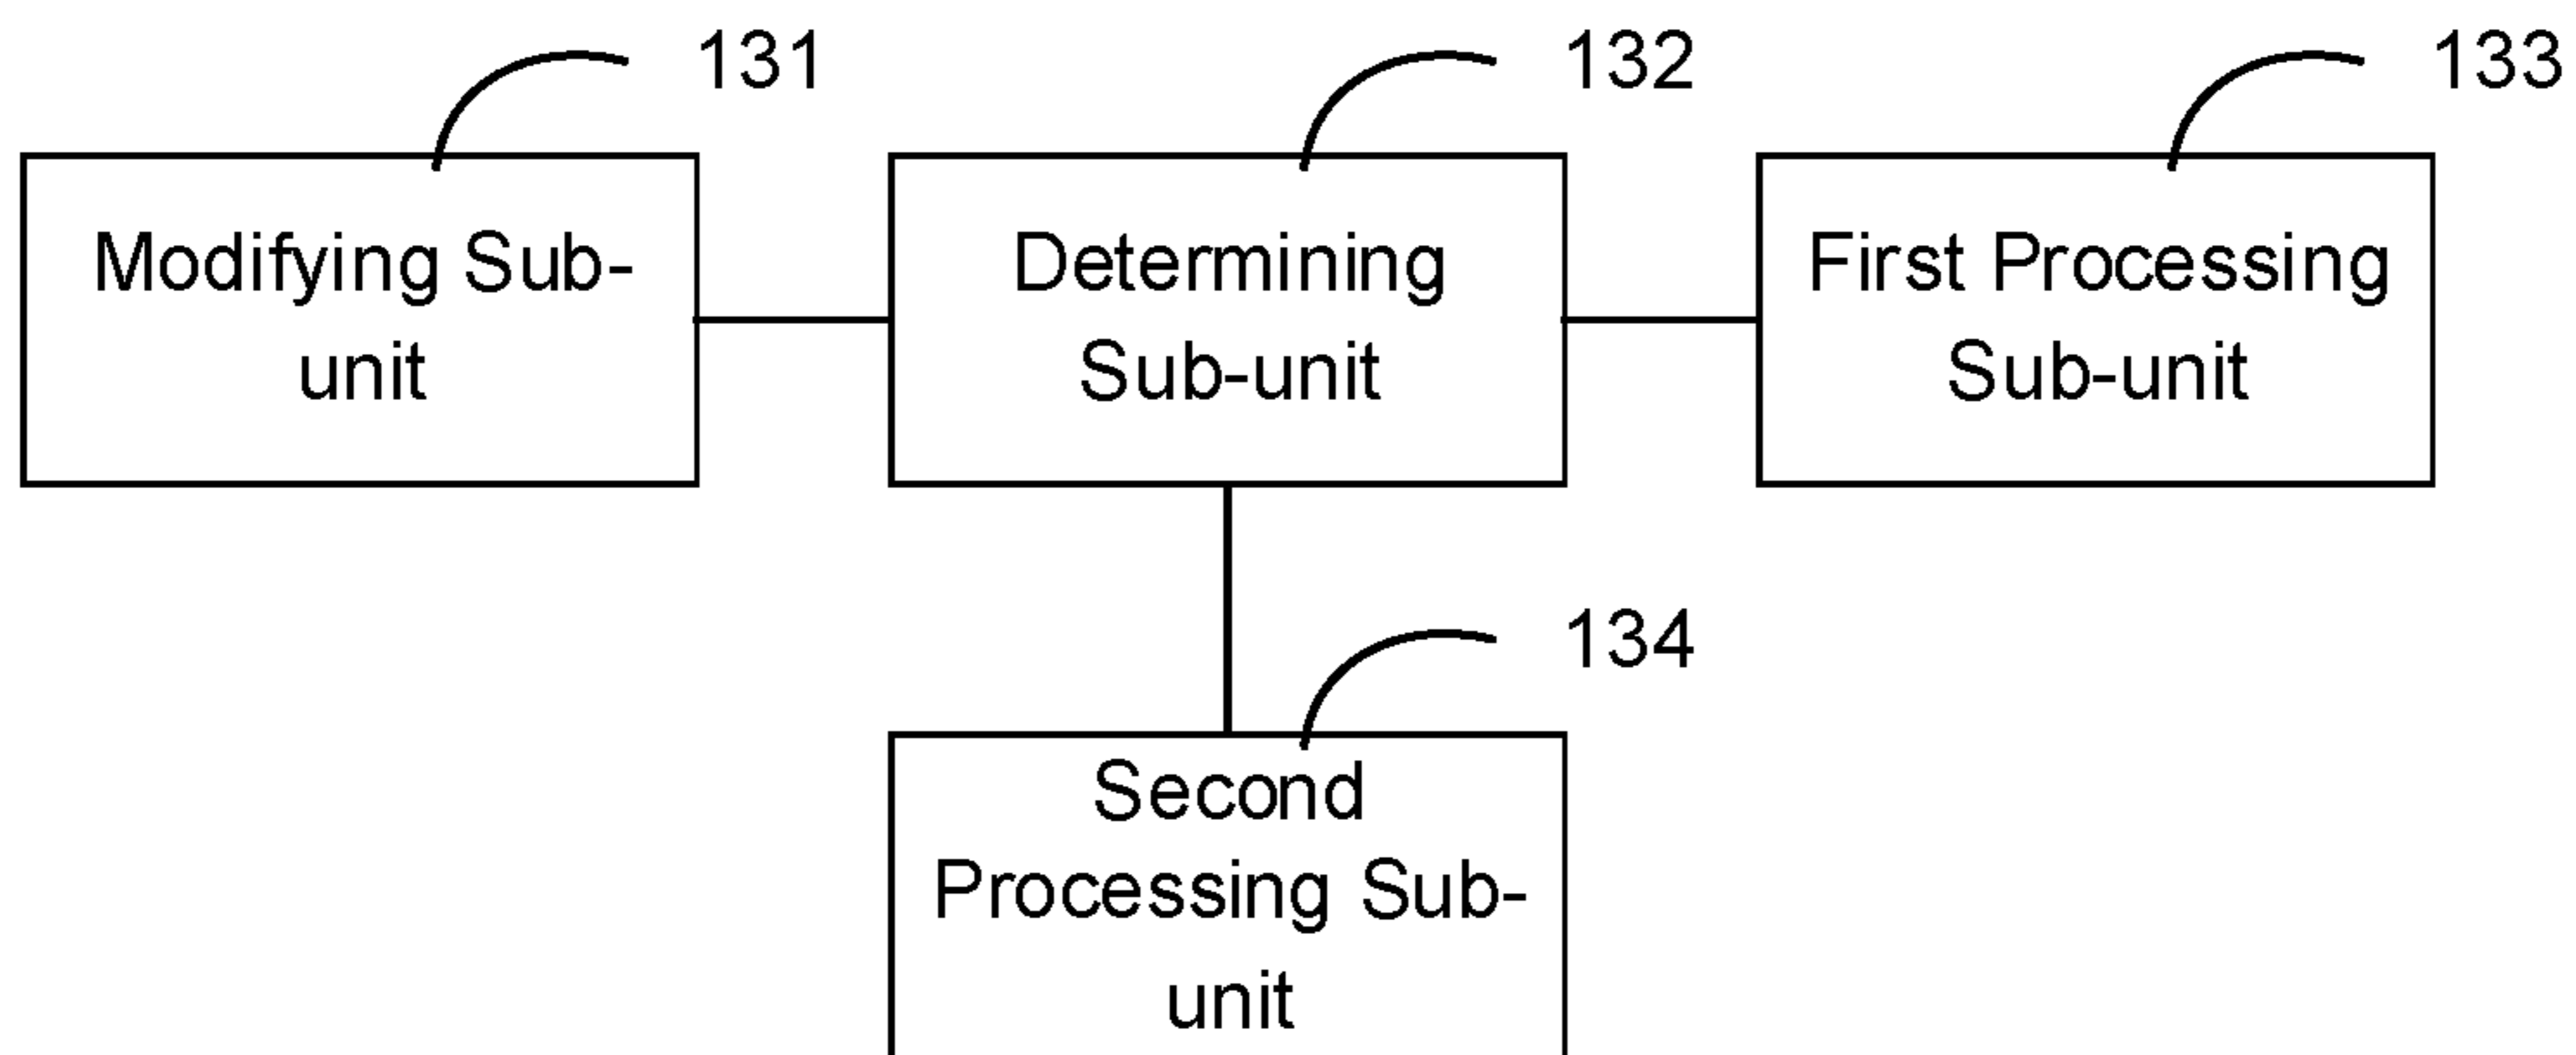 131
132
133
Modifying Sub-
unit
Determining
Sub-unit
First Processing
Sub-unit
134
Second
Processing Sub-
unit